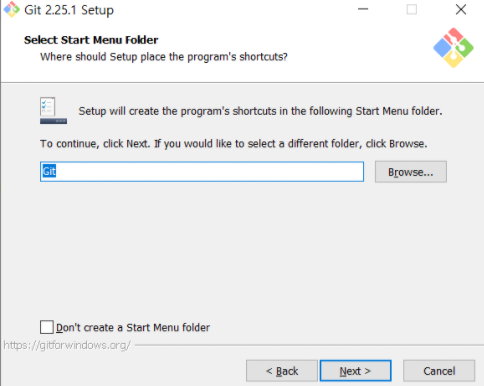 Git 2.25.1 Setup
Select Start Menu Folder
Where should Setup place the program's shortcuts?
Setup will create the program's shortcuts in the following Start Menu folder.
To continue, click Next. If you would like to select a different folder, click Browse.
Git
Browse...
Don't create a Start Menu folder
https://gitforwindows.org/
< Back
Next >
Cancel